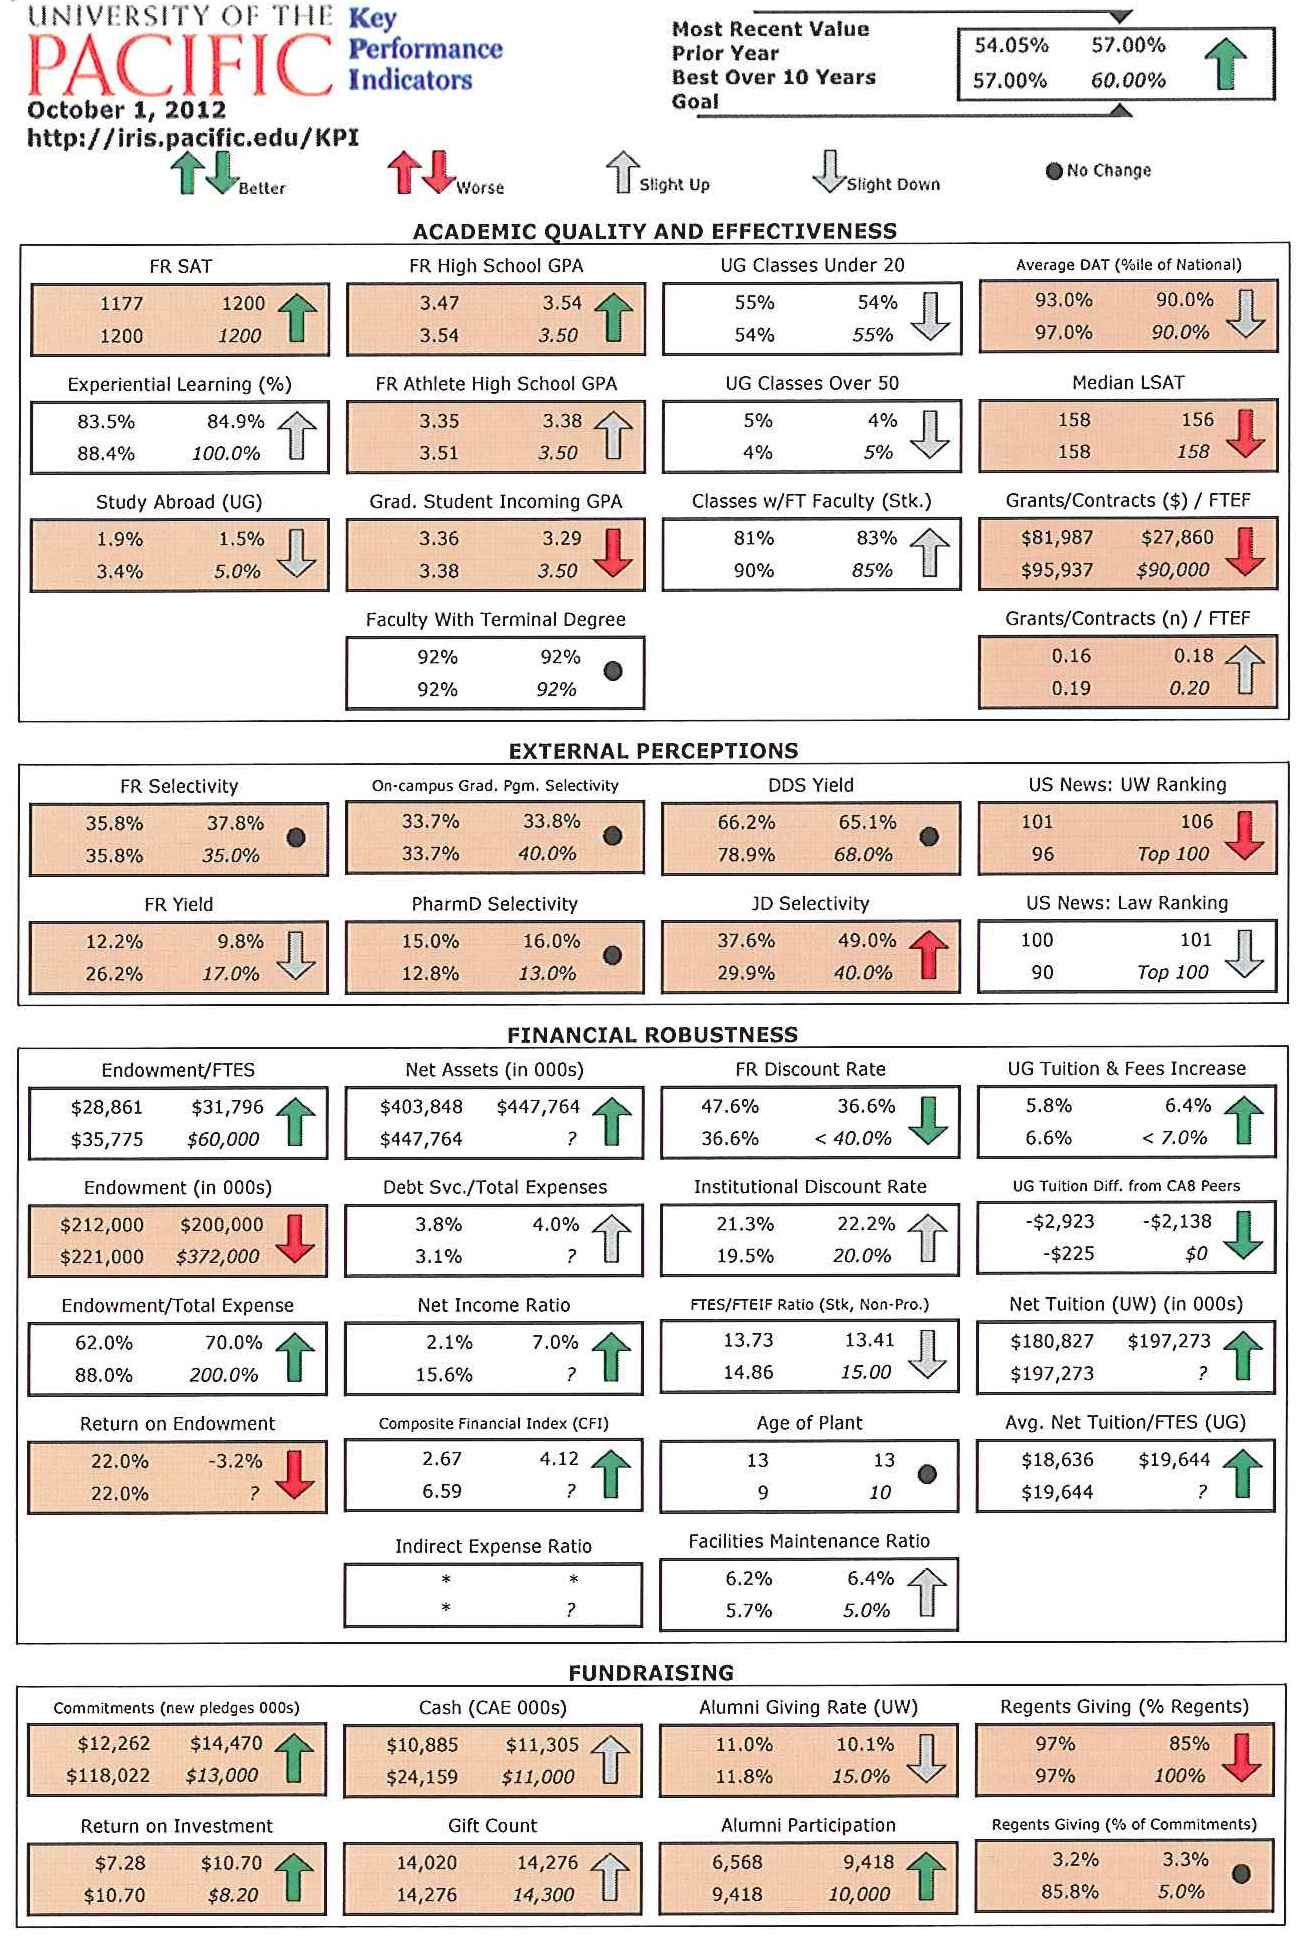 UNIVERSITY OF THE
PACIFIC
Key
Performance
Indicators
October 1, 2012
http://iris.pacific.edu/KPI
Most Recent Value
Prior Year
Best Over 10 Years
Goal
54.05% 57.00%
57.00% 60.00%
Better Worse Slight Up Slight Down No Change
ACADEMIC QUALITY AND EFFECTIVENESS
FR SAT FR High School GPA UG Classes Under 20 Average DAT (%ile of National)
1177 1200 3.47 3.54 55% 54% 93.0% 90.0%
1200 1200 3.54 3.50 54% 55% 97.0% 90.0%
Experiential Learning (%) FR Athlete High School GPA UG Classes Over 50 Median LSAT
83.5% 84.9% 3.35 3.38 5% 4% 158 156
88.4% 100.0% 3.51 3.50 4% 5% 158 158
Study Abroad (UG) Grad. Student Incoming GPA Classes w/FT Faculty (Stk.) Grants/Contracts ($) / FTEF
1.9% 1.5% 3.36 3.29 81% 83% $81,987 $27,860
3.4% 5.0% 3.38 3.50 90% 85% $95,937 $90,000
Faculty With Terminal Degree Grants/Contracts (n) / FTEF
92% 92% 0.16 0.18
92% 92% 0.19 0.20
EXTERNAL PERCEPTIONS
FR Selectivity On-campus Grad. Pgm. Selectivity DDS Yield US News: UW Ranking
35.8% 37.8% 33.7% 33.8% 66.2% 65.1% 101 106
35.8% 35.0% 33.7% 40.0% 78.9% 68.0% 96 Top 100
FR Yield PharmD Selectivity JD Selectivity US News: Law Ranking
12.2% 9.8% 15.0% 16.0% 37.6% 49.0% 100 101
26.2% 17.0% 12.8% 13.0% 29.9% 40.0% 90 Top 100
FINANCIAL ROBUSTNESS
Endowment/FTES Net Assets (in 000s) FR Discount Rate UG Tuition & Fees Increase
$28,861 $31,796 $403,848 $447,764 47.6% 36.6% 5.8% 6.4%
$35,775 $60,000 $447,764 ? 36.6% < 40.0% 6.6% < 7.0%
Endowment (in 000s) Debt Svc./Total Expenses Institutional Discount Rate UG Tuition Diff. from CA8 Peers
$212,000 $200,000 3.8% 4.0% 21.3% 22.2% -$2,923 -$2,138
$221,000 $372,000 3.1% ? 19.5% 20.0% -$225 $0
Endowment/Total Expense Net Income Ratio FTES/FTEIF Ratio (Stk, Non-Pro.) Net Tuition (UW) (in 000s)
62.0% 70.0% 2.1% 7.0% 13.73 13.41 $180,827 $197,273
88.0% 200.0% 15.6% ? 14.86 15.00 $197,273 ?
Return on Endowment Composite Financial Index (CFI) Age of Plant Avg. Net Tuition/FTES (UG)
22.0% -3.2% 2.67 4.12 13 13 $18,636 $19,644
22.0% ? 6.59 ? 9 10 $19,644 ?
Indirect Expense Ratio Facilities Maintenance Ratio
* * 6.2% 6.4%
* ? 5.7% 5.0%
FUNDRAISING
Commitments (new pledges 000s) Cash (CAE 000s) Alumni Giving Rate (UW) Regents Giving (% Regents)
$12,262 $14,470 $10,885 $11,305 11.0% 10.1% 97% 85%
$118,022 $13,000 $24,159 $11,000 11.8% 15.0% 97% 100%
Return on Investment Gift Count Alumni Participation Regents Giving (% of Commitments)
$7.28 $10.70 14,020 14,276 6,568 9,418 3.2% 3.3%
$10.70 $8.20 14,276 14,300 9,418 10,000 85.8% 5.0%